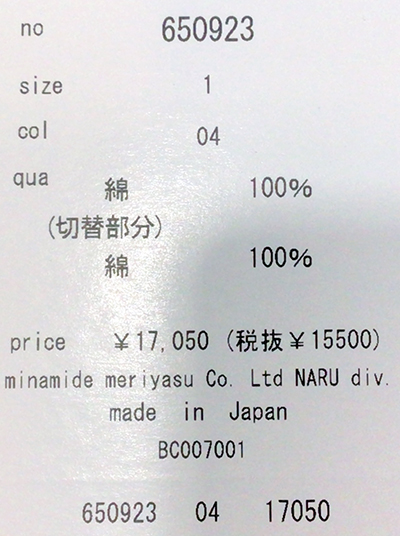 no 650923
size 1
col 04
qua 綿 100%
(切替部分)
綿 100%
price ¥17,050 (税抜¥15500)
minamide meriyasu Co. Ltd NARU div.
made in Japan
BC007001
650923 04 17050